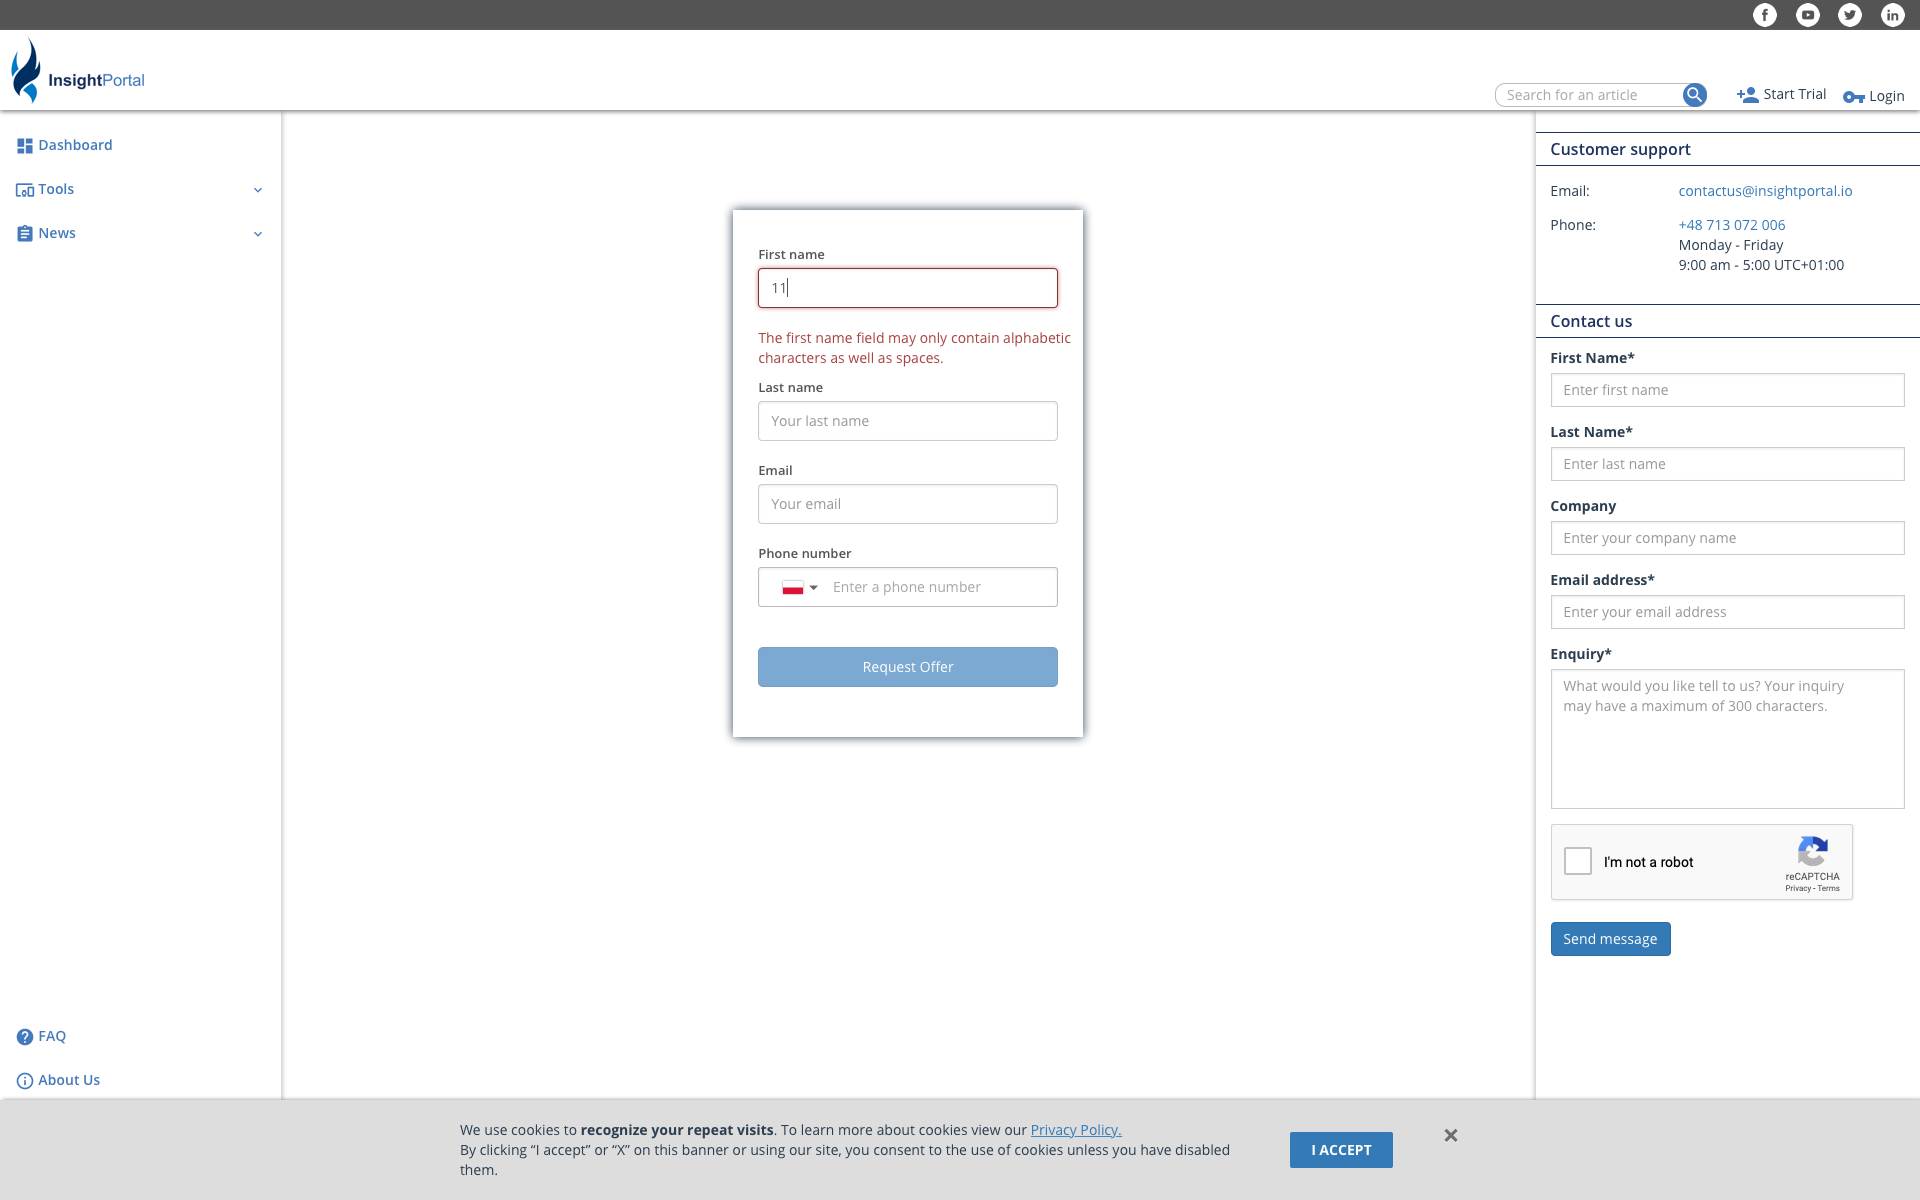 InsightPortal
Search for an article
Start Trial
Login
Dashboard
Tools
News
First name
11
The first name field may only contain alphabetic
characters as well as spaces.
Last name
Your last name
Email
Your email
Phone number
Enter a phone number
Request Offer
Customer support
Email: contactus@insightportal.io
Phone: +48 713 072 006
Monday - Friday
9:00 am - 5:00 UTC+01:00
Contact us
First Name*
Enter first name
Last Name*
Enter last name
Company
Enter your company name
Email address*
Enter your email address
Enquiry*
What would you like tell to us? Your inquiry
may have a maximum of 300 characters.
I'm not a robot
reCAPTCHA
Privacy - Terms
Send message
FAQ
About Us
We use cookies to recognize your repeat visits. To learn more about cookies view our Privacy Policy.
By clicking “I accept” or “X” on this banner or using our site, you consent to the use of cookies unless you have disabled
them.
I ACCEPT